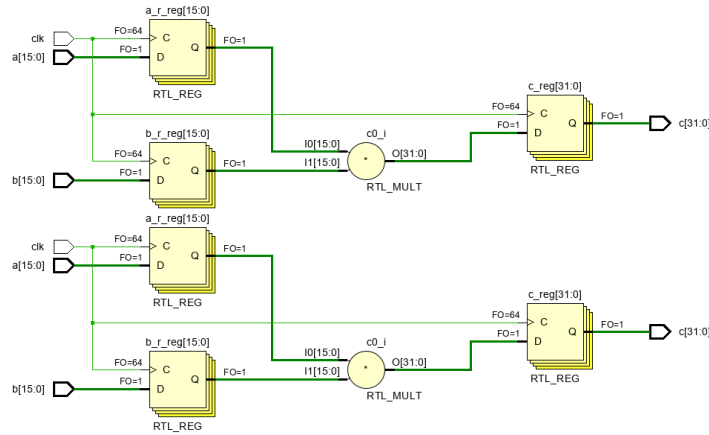 a_r_reg[15:0]
clk
FO=64
C
a[15:0]
FO=1
D
Q
FO=1
RTL_REG
c_reg[31:0]
FO=64
C
FO=1
D
Q
FO=1
c[31:0]
RTL_REG
b_r_reg[15:0]
c0_i
I0[15:0]
I1[15:0]
*
O[31:0]
RTL_MULT
FO=64
C
b[15:0]
FO=1
D
Q
FO=1
RTL_REG
a_r_reg[15:0]
clk
FO=64
C
a[15:0]
FO=1
D
Q
FO=1
RTL_REG
c_reg[31:0]
FO=64
C
FO=1
D
Q
FO=1
c[31:0]
RTL_REG
b_r_reg[15:0]
c0_i
I0[15:0]
I1[15:0]
*
O[31:0]
RTL_MULT
FO=64
C
b[15:0]
FO=1
D
Q
FO=1
RTL_REG